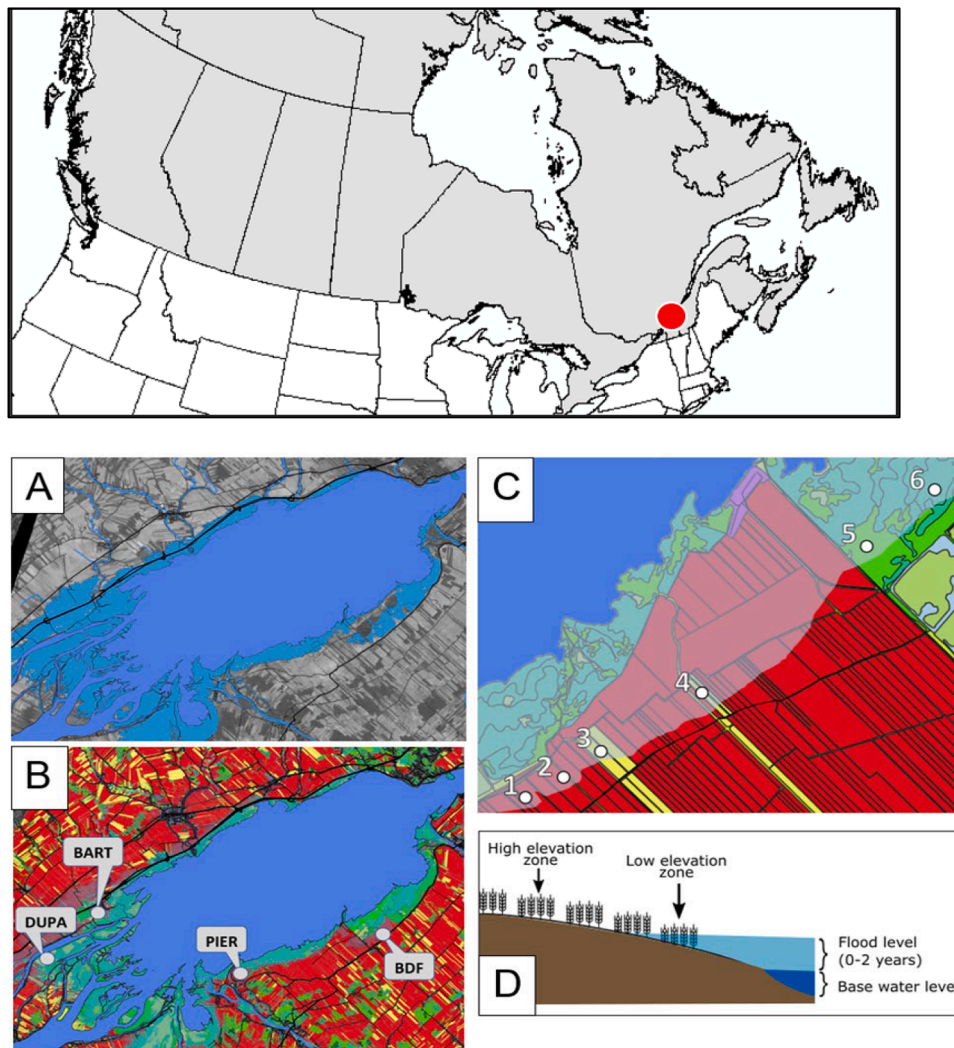 A
B
BART
DUPA
PIER
BDF
C
6
5
4
3
2
1
High elevation
zone
Low elevation
zone
Flood level
(0-2 years)
Base water level
D